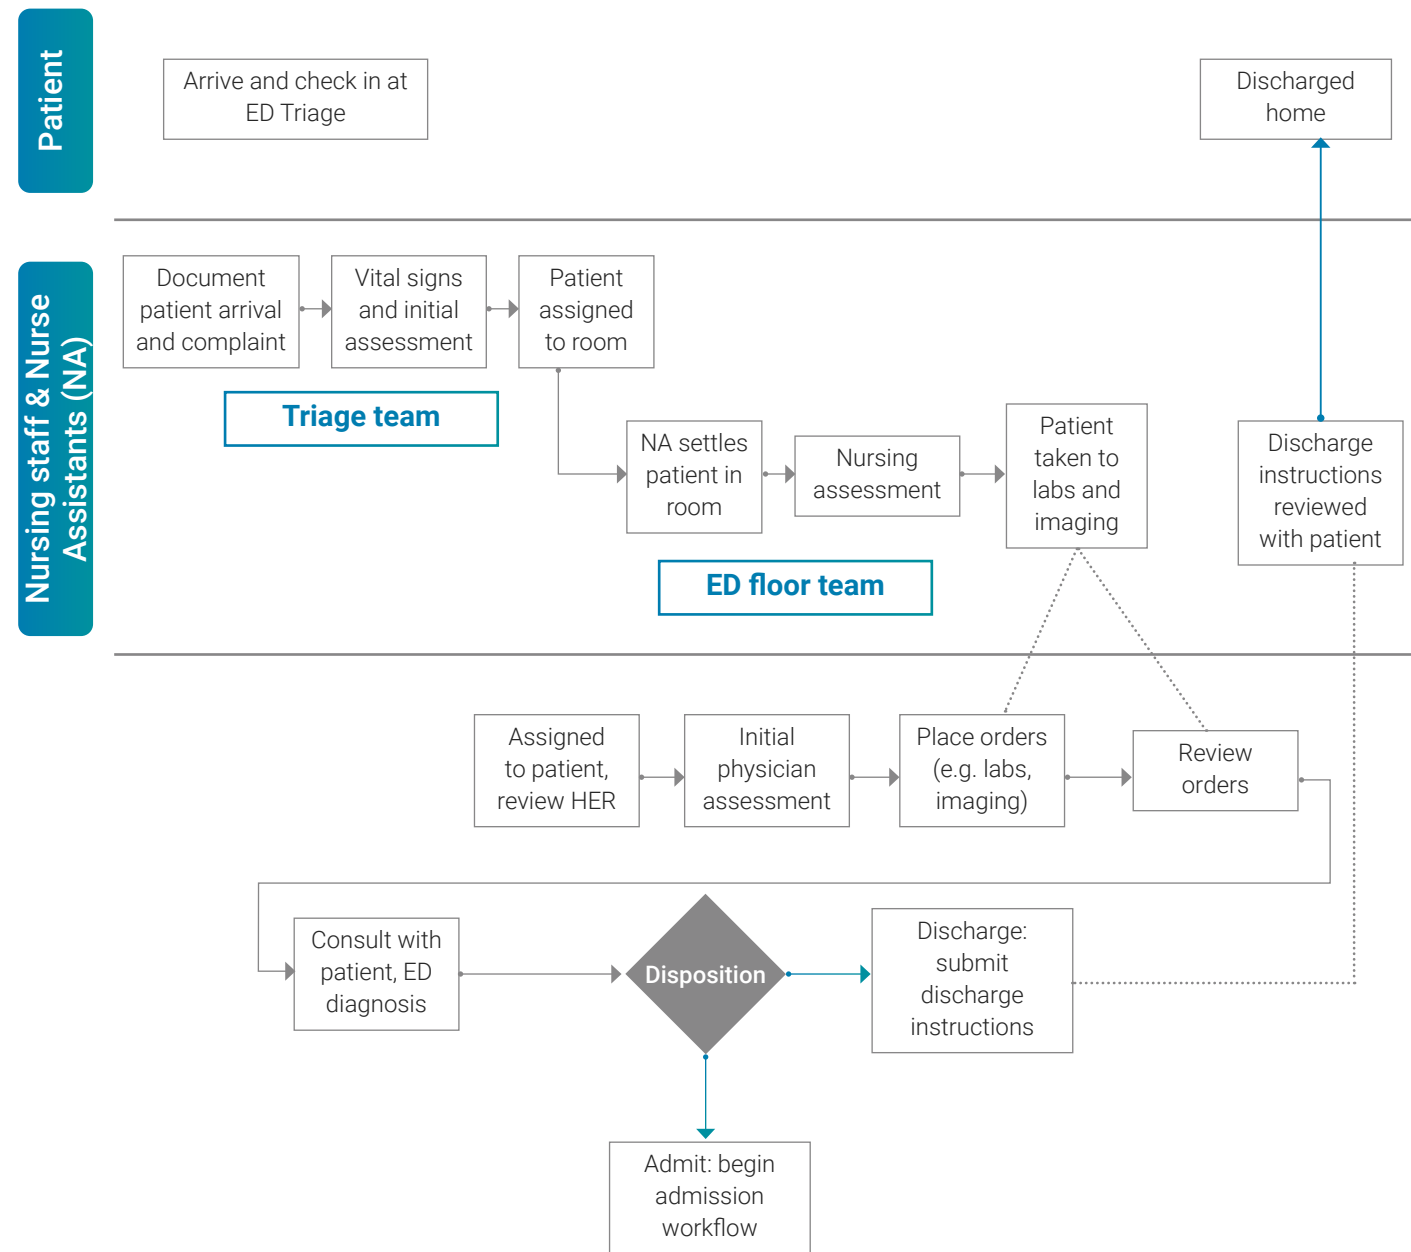 Patient
Arrive and check in at
ED Triage
Discharged
home
Nursing staff & Nurse
Assistants (NA)
Document
patient arrival
and complaint
Vital signs
and initial
assessment
Patient
assigned
to room
Triage team
NA settles
patient in
room
Nursing
assessment
Patient
taken to
labs and
imaging
Discharge
instructions
reviewed
with patient
ED floor team
Assigned
to patient,
review HER
Initial
physician
assessment
Place orders
(e.g. labs,
imaging)
Review
orders
Consult with
patient, ED
diagnosis
Disposition
Discharge:
submit
discharge
instructions
Admit: begin
admission
workflow